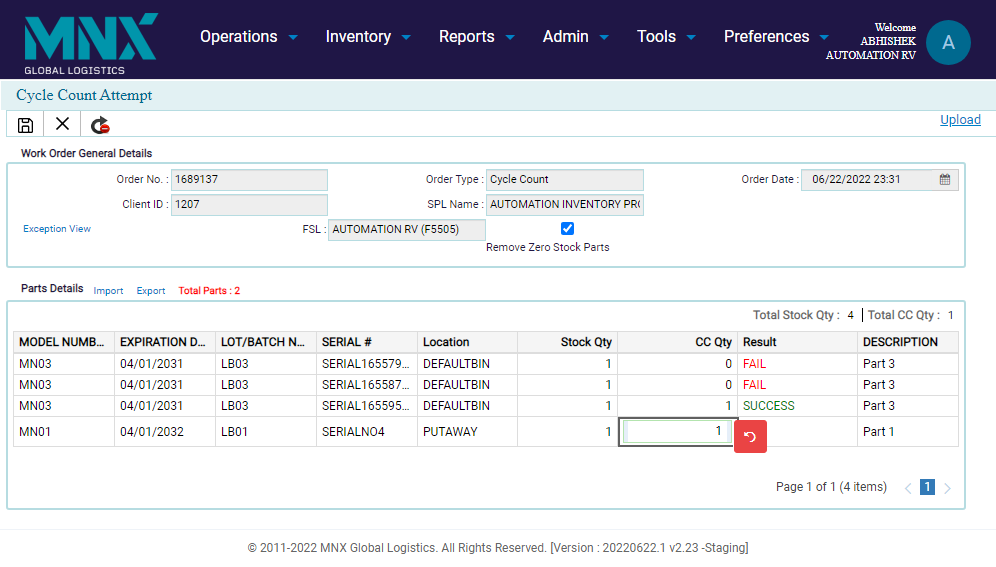 MNX
GLOBAL LOGISTICS
Operations Inventory Reports Admin Tools Preferences
Welcome
ABHISHEK
AUTOMATION RV
A
Cycle Count Attempt
Upload
Work Order General Details
Order No. : 1689137 Order Type : Cycle Count Order Date : 06/22/2022 23:31
Client ID : 1207 SPL Name : AUTOMATION INVENTORY PR
Exception View FSL : AUTOMATION RV (F5505)
Remove Zero Stock Parts
Parts Details Import Export Total Parts : 2
Total Stock Qty : 4 Total CC Qty : 1
MODEL NUMB... EXPIRATION D... LOT/BATCH N... SERIAL # Location Stock Qty CC Qty Result DESCRIPTION
MN03 04/01/2031 LB03 SERIAL165579... DEFAULTBIN 1 0 FAIL Part 3
MN03 04/01/2031 LB03 SERIAL165587... DEFAULTBIN 1 0 FAIL Part 3
MN03 04/01/2031 LB03 SERIAL165595... DEFAULTBIN 1 1 SUCCESS Part 3
MN01 04/01/2032 LB01 SERIALNO4 PUTAWAY 1 1 Part 1
Page 1 of 1 (4 items) 1
© 2011-2022 MNX Global Logistics. All Rights Reserved. [Version : 20220622.1 v2.23 -Staging]